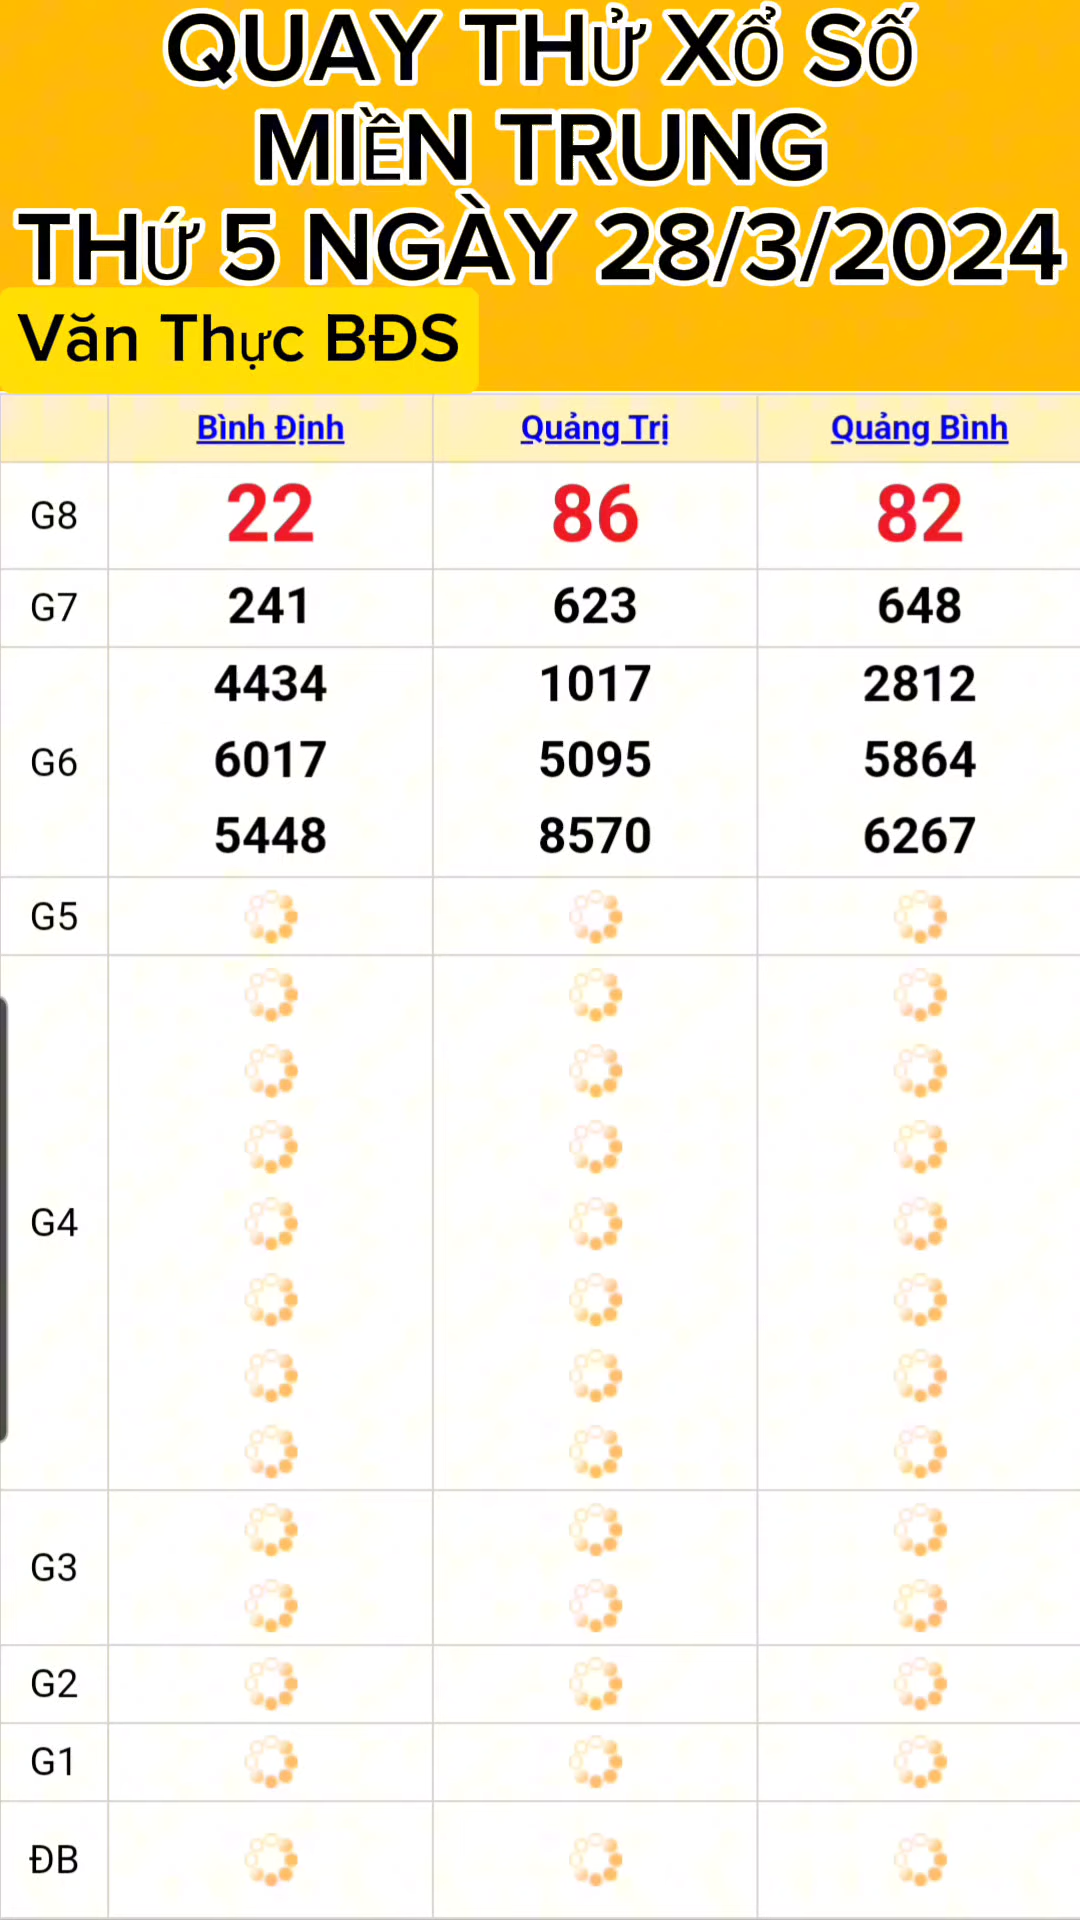 QUAY THỬ XỔ SỐ
MIỀN TRUNG
THỨ 5 NGÀY 28/3/2024
Văn Thực BĐS
Bình Định Quảng Trị Quảng Bình
G8 22 86 82
G7 241 623 648
4434 1017 2812
G6 6017 5095 5864
5448 8570 6267
G5
G4
G3
G2
G1
ĐB